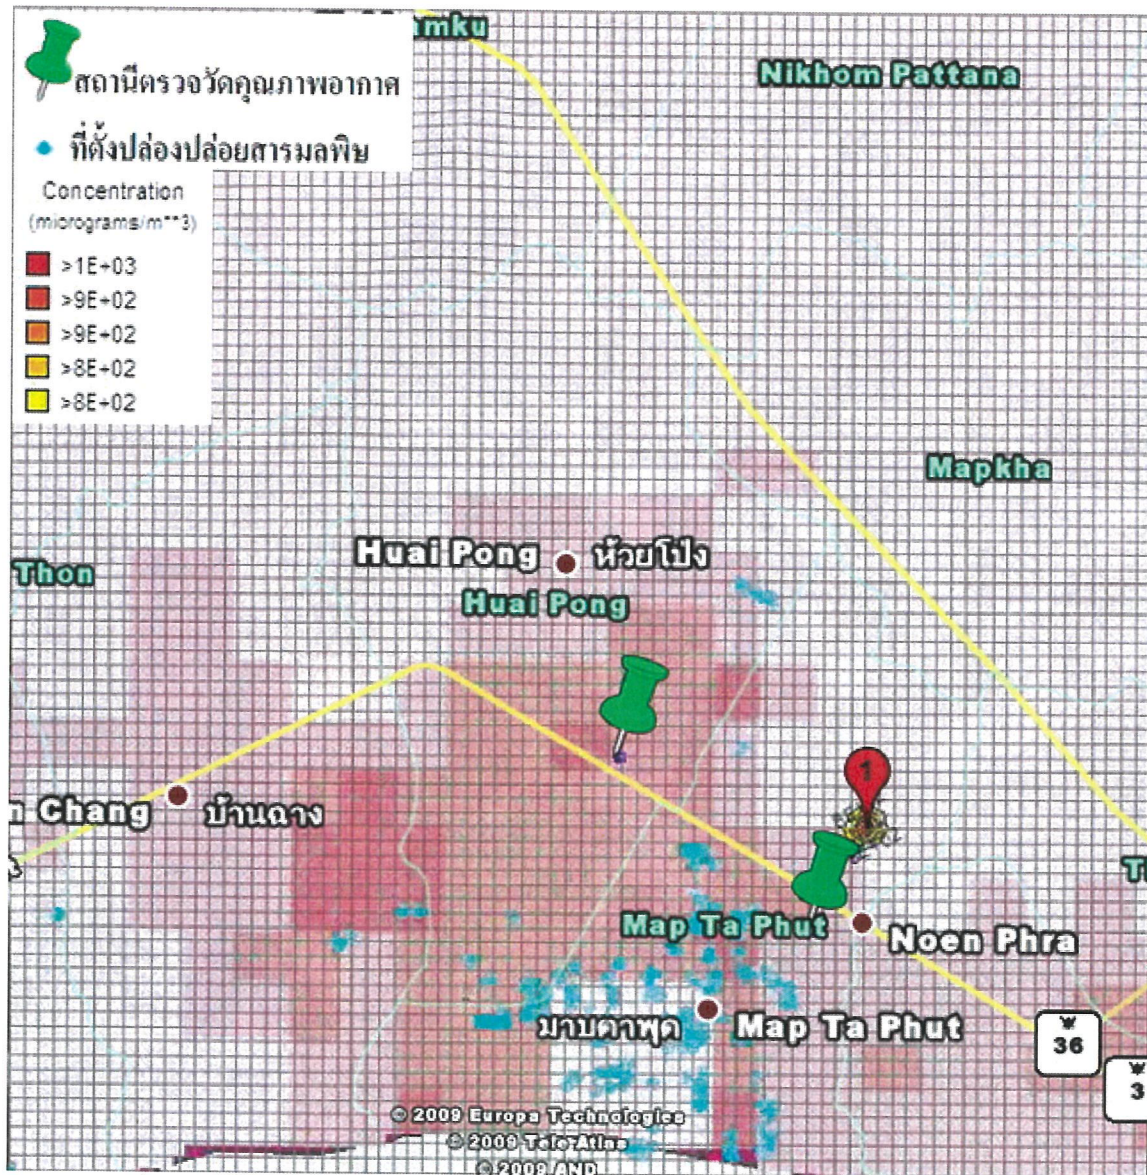 สถานีตรวจวัดคุณภาพอากาศ
ที่ตั้งปล่องปล่อยสารมลพิษ
Concentration
(micrograms/m**3)
>1E+03
>9E+02
>9E+02
>8E+02
>8E+02
Nikhom Pattana
Mapkha
Huai Pong ห้วยโป่ง
Thon
Huai Pong
1
n Chang บ้านฉาง
Map Ta Phut
Noen Phra
มาบตาพุด Map Ta Phut
36
3
© 2009 Europa Technologies
© 2009 Tele Atlas
© 2009 AND